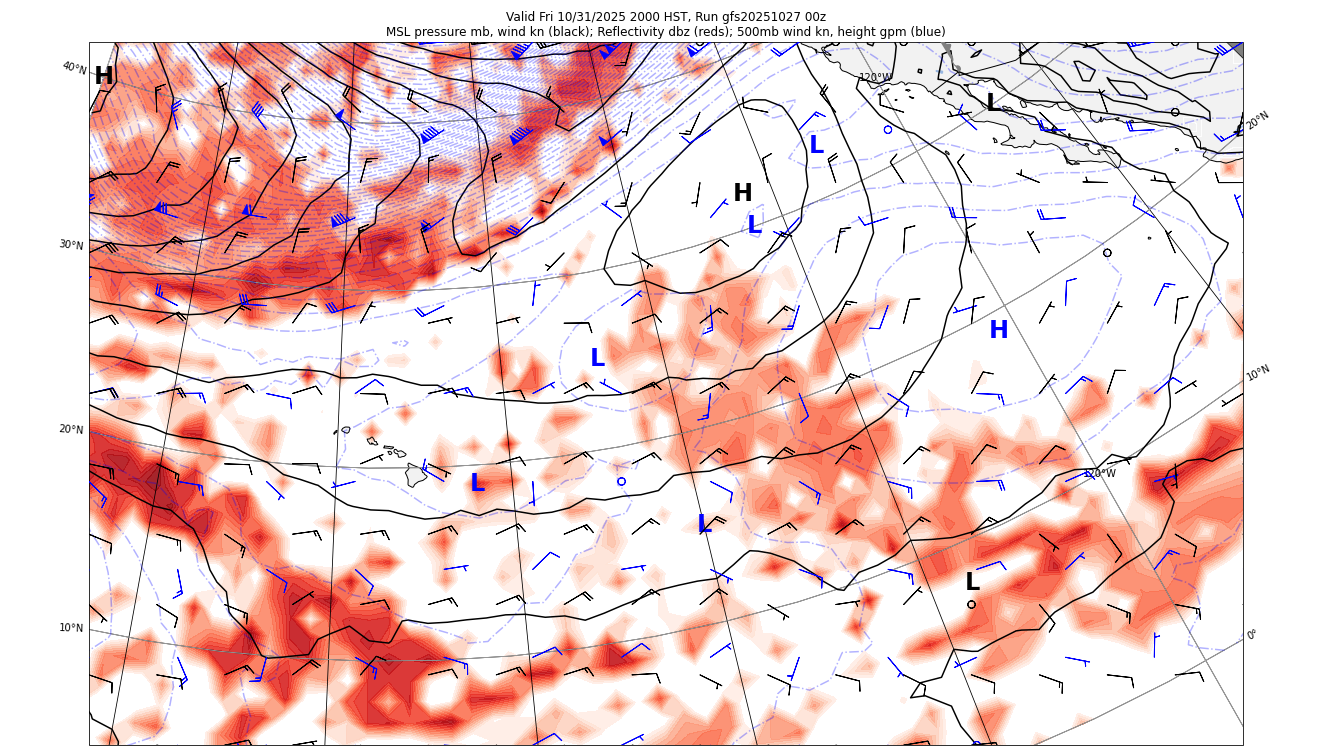 Valid Fri 10/31/2025 2000 HST, Run gfs20251027 00z
MSL pressure mb, wind kn (black); Reflectivity dbz (reds); 500mb wind kn, height gpm (blue)
40°N
H
120°W
L
20°N
L
H
L
30°N
H
L
10°N
20°N
L
20°W
L
L
10°N
0°